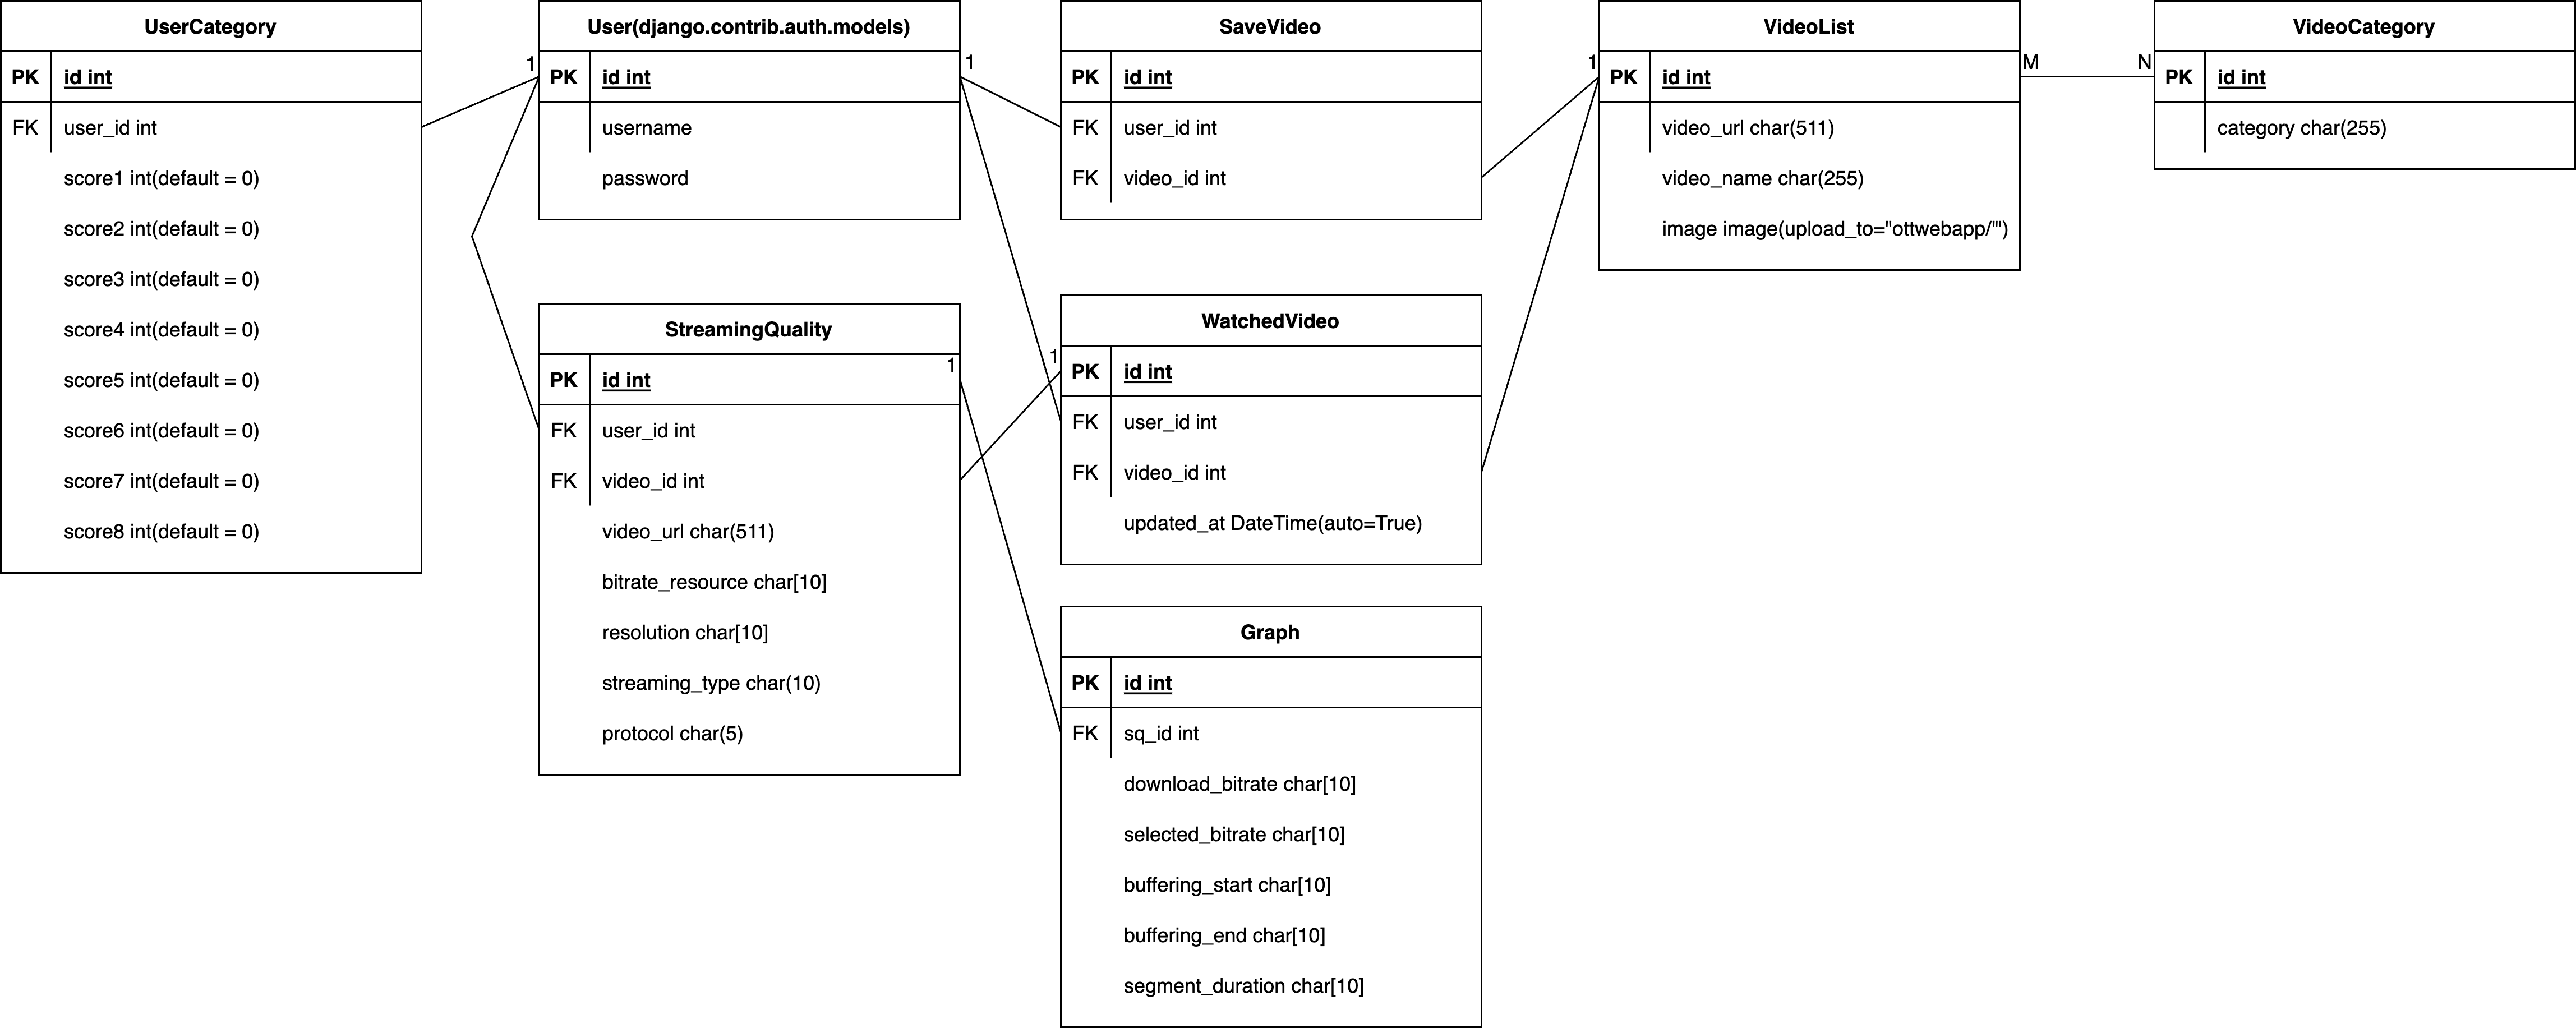 UserCategory
PK id int
FK user_id int
score1 int(default = 0)
score2 int(default = 0)
score3 int(default = 0)
score4 int(default = 0)
score5 int(default = 0)
score6 int(default = 0)
score7 int(default = 0)
score8 int(default = 0)
1
User(django.contrib.auth.models)
1
PK id int
username
password
StreamingQuality
1
PK id int
FK user_id int
FK video_id int
video_url char(511)
bitrate_resource char[10]
resolution char[10]
streaming_type char(10)
protocol char(5)
SaveVideo
PK id int
FK user_id int
FK video_id int
1
WatchedVideo
PK id int
FK user_id int
FK video_id int
updated_at DateTime(auto=True)
Graph
PK id int
FK sq_id int
download_bitrate char[10]
selected_bitrate char[10]
buffering_start char[10]
buffering_end char[10]
segment_duration char[10]
1
VideoList
PK id int
video_url char(511)
video_name char(255)
image image(upload_to="ottwebapp/"')
M
N
VideoCategory
PK id int
category char(255)